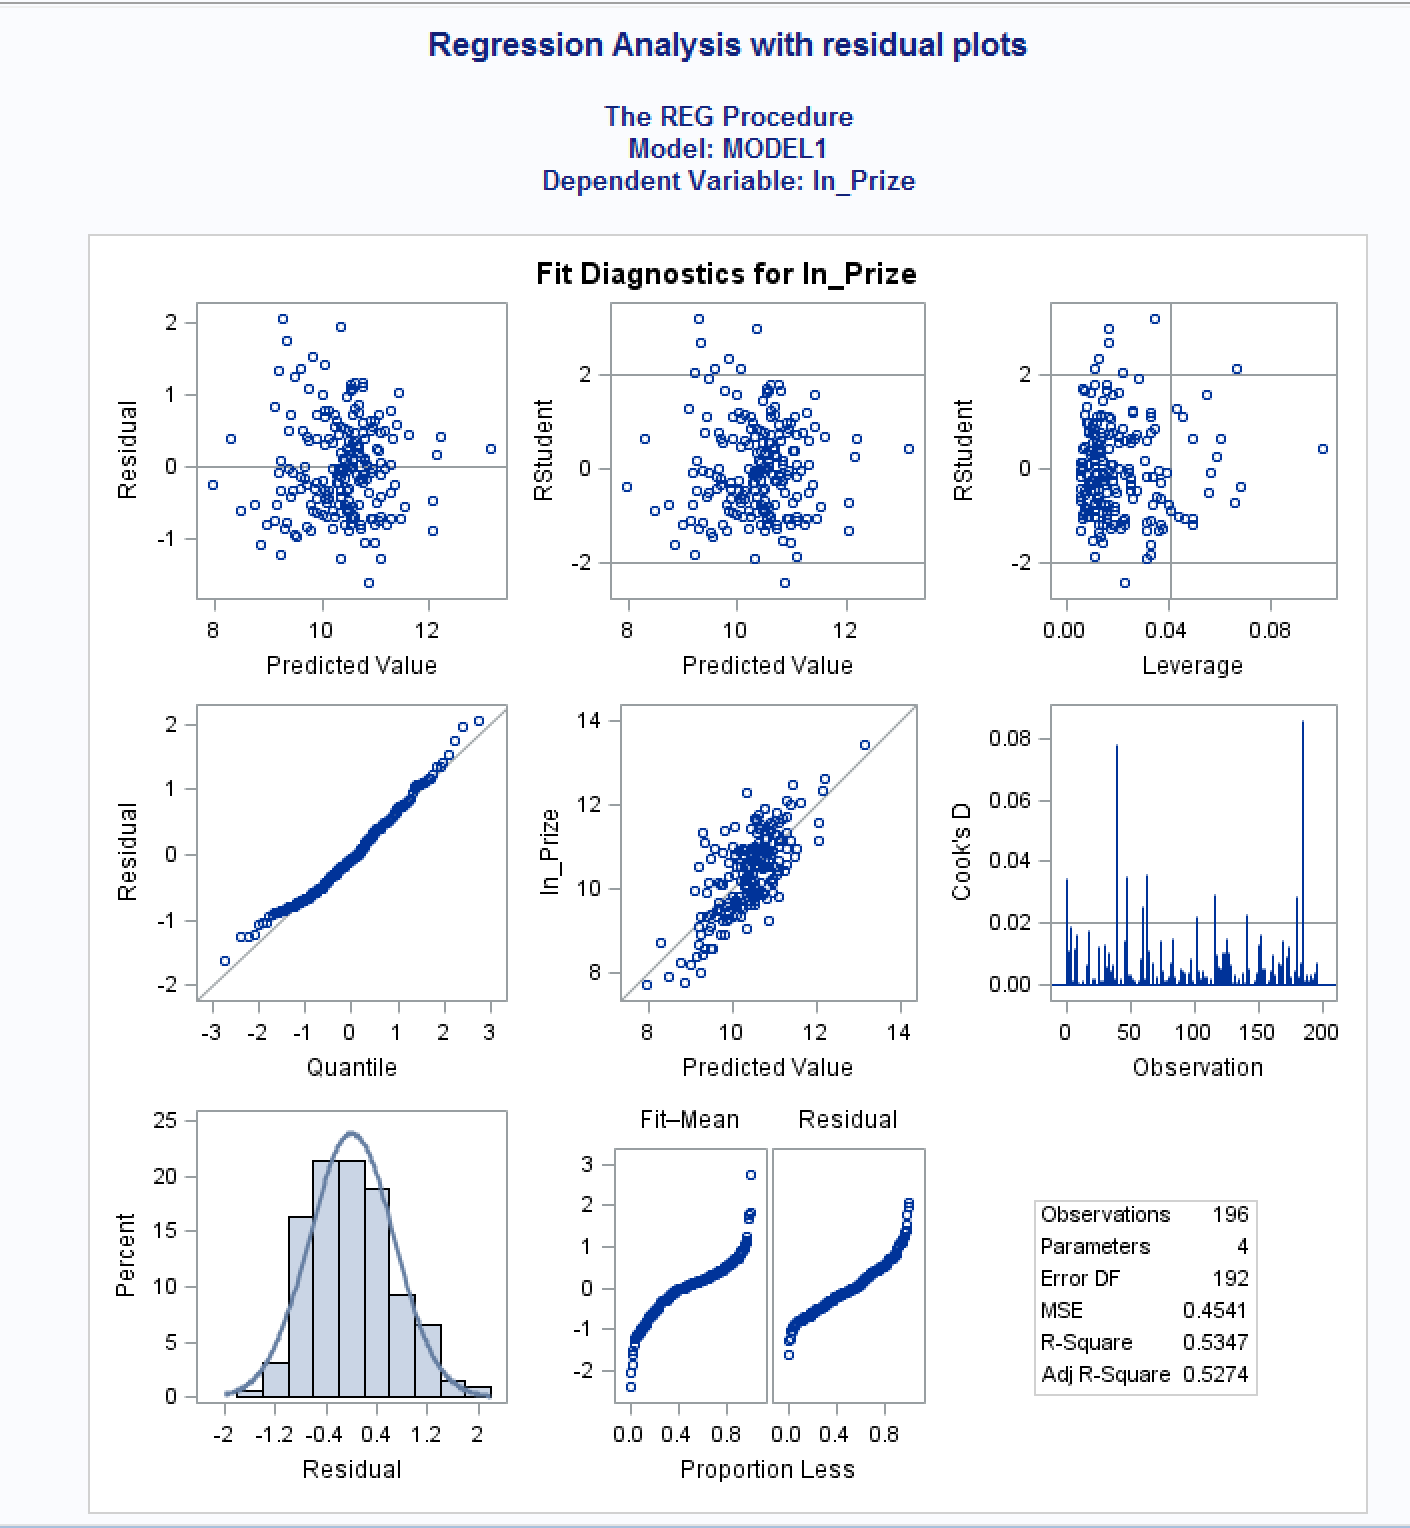 Regression Analysis with residual plots
The REG Procedure
Model: MODEL1
Dependent Variable: In_Prize
Fit Diagnostics for In_Prize
2
1
0
-1
Residual
8 10 12
Predicted Value
2
0
-2
RStudent
8 10 12
Predicted Value
2
0
-2
RStudent
0.00 0.04 0.08
Leverage
2
1
0
-1
-2
Residual
-3 -2 -1 0 1 2 3
Quantile
14
12
10
8
In_Prize
8 10 12 14
Predicted Value
0.08
0.06
0.04
0.02
0.00
Cook's D
0 50 100 150 200
Observation
25
20
15
10
5
0
Percent
-2 -1.2 -0.4 0.4 1.2 2
Residual
Fit–Mean Residual
3
2
1
0
-1
-2
0.0 0.4 0.8 0.0 0.4 0.8
Proportion Less
Observations 196
Parameters 4
Error DF 192
MSE 0.4541
R-Square 0.5347
Adj R-Square 0.5274